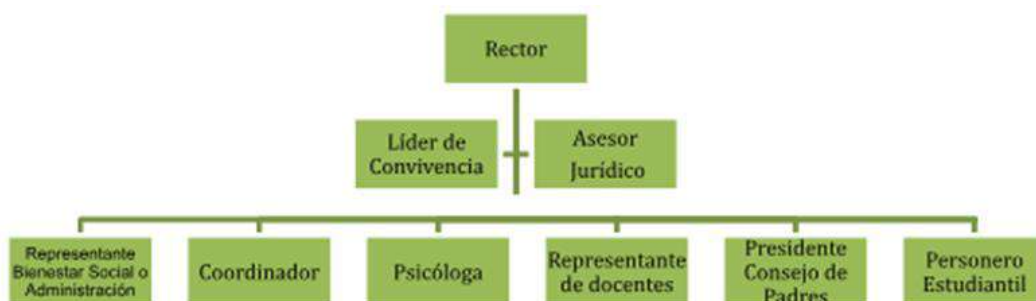 Rector
Líder de
Convivencia
Asesor
Jurídico
Representante
Bienestar Social o
Administración
Coordinador
Psicóloga
Representante
de docentes
Presidente
Consejo de
Padres
Personero
Estudiantil